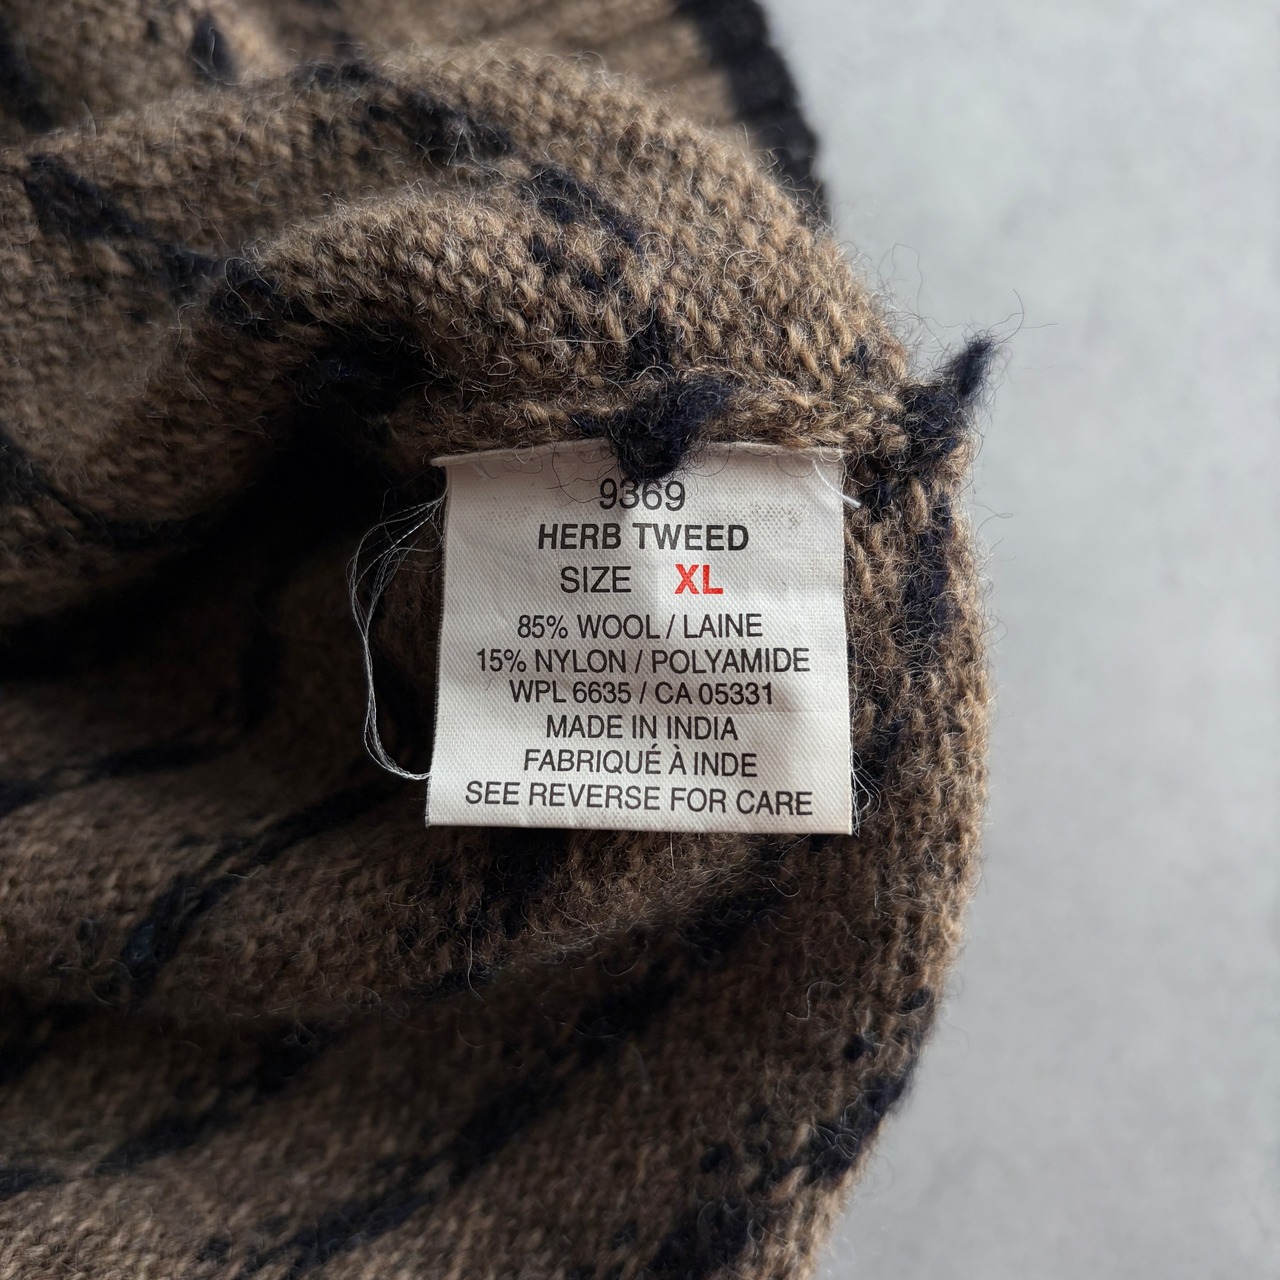 9369
HERB TWEED
SIZE XL
85% WOOL / LAINE
15% NYLON / POLYAMIDE
WPL 6635 / CA 05331
MADE IN INDIA
FABRIQUÉ À INDE
SEE REVERSE FOR CARE